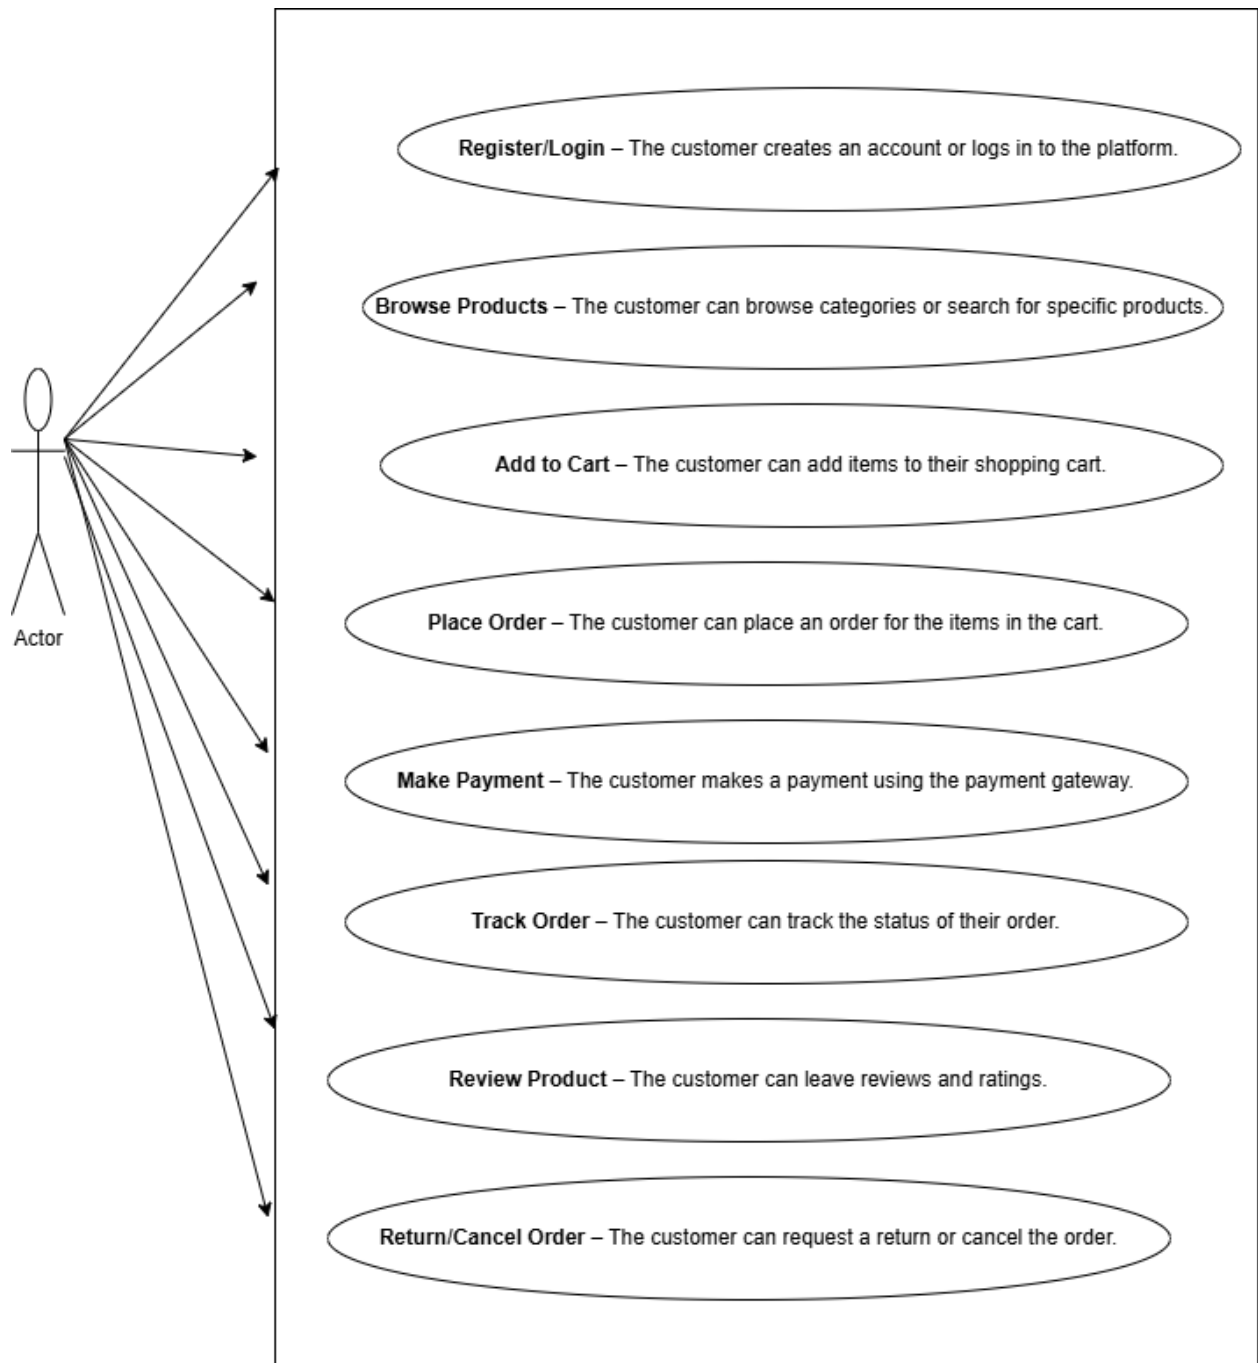 Register/Login – The customer creates an account or logs in to the platform.
Browse Products – The customer can browse categories or search for specific products.
Add to Cart – The customer can add items to their shopping cart.
Place Order – The customer can place an order for the items in the cart.
Actor
Make Payment – The customer makes a payment using the payment gateway.
Track Order – The customer can track the status of their order.
Review Product – The customer can leave reviews and ratings.
Return/Cancel Order – The customer can request a return or cancel the order.